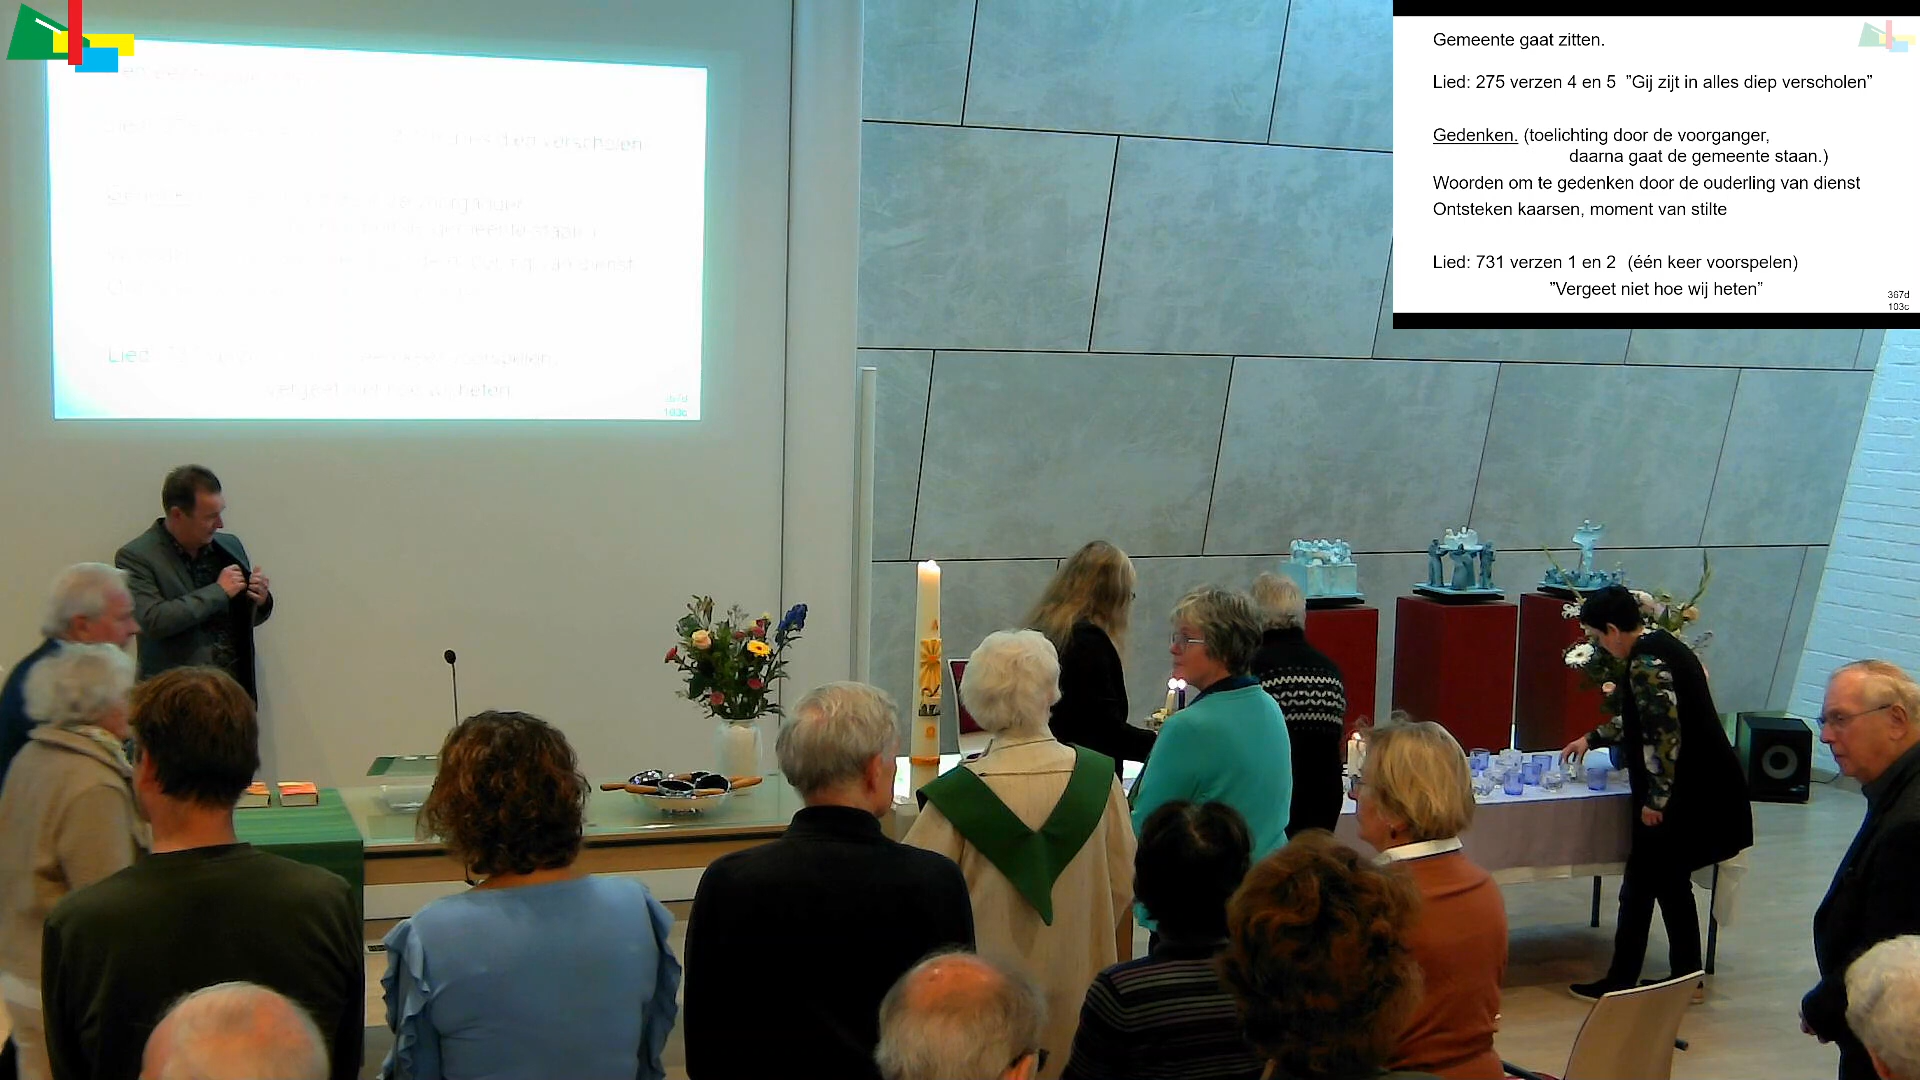 Gemeente gaat zitten.
Lied: 275 verzen 4 en 5 ”Gij zijt in alles diep verscholen”
Gedenken. (toelichting door de voorganger,
daarna gaat de gemeente staan.)
Woorden om te gedenken door de ouderling van dienst
Ontsteken kaarsen, moment van stilte
Lied: 731 verzen 1 en 2 (één keer voorspelen)
”Vergeet niet hoe wij heten”
367d
103c